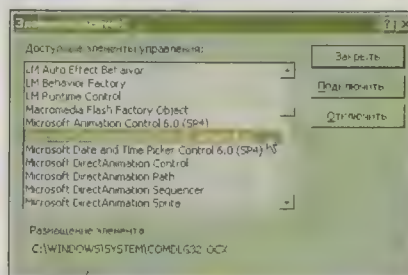 Доступные элементы управления:
Закрыть
LM Auto Effect Behavior
LM Behavior Factory
LM Runtime Control
Macromedia Flash Factory Object
Microsoft Animation Control 6.0 (SP4)
Подключить
Отключить
Microsoft Date and Time Picker Control 6.0 (SP4)
Microsoft DirectAnimation Control
Microsoft DirectAnimation Path
Microsoft DirectAnimation Sequencer
Microsoft DirectAnimation Sprite
Размещение элемента
C:\WINDOWS\SYSTEM\COMDLG32.OCX